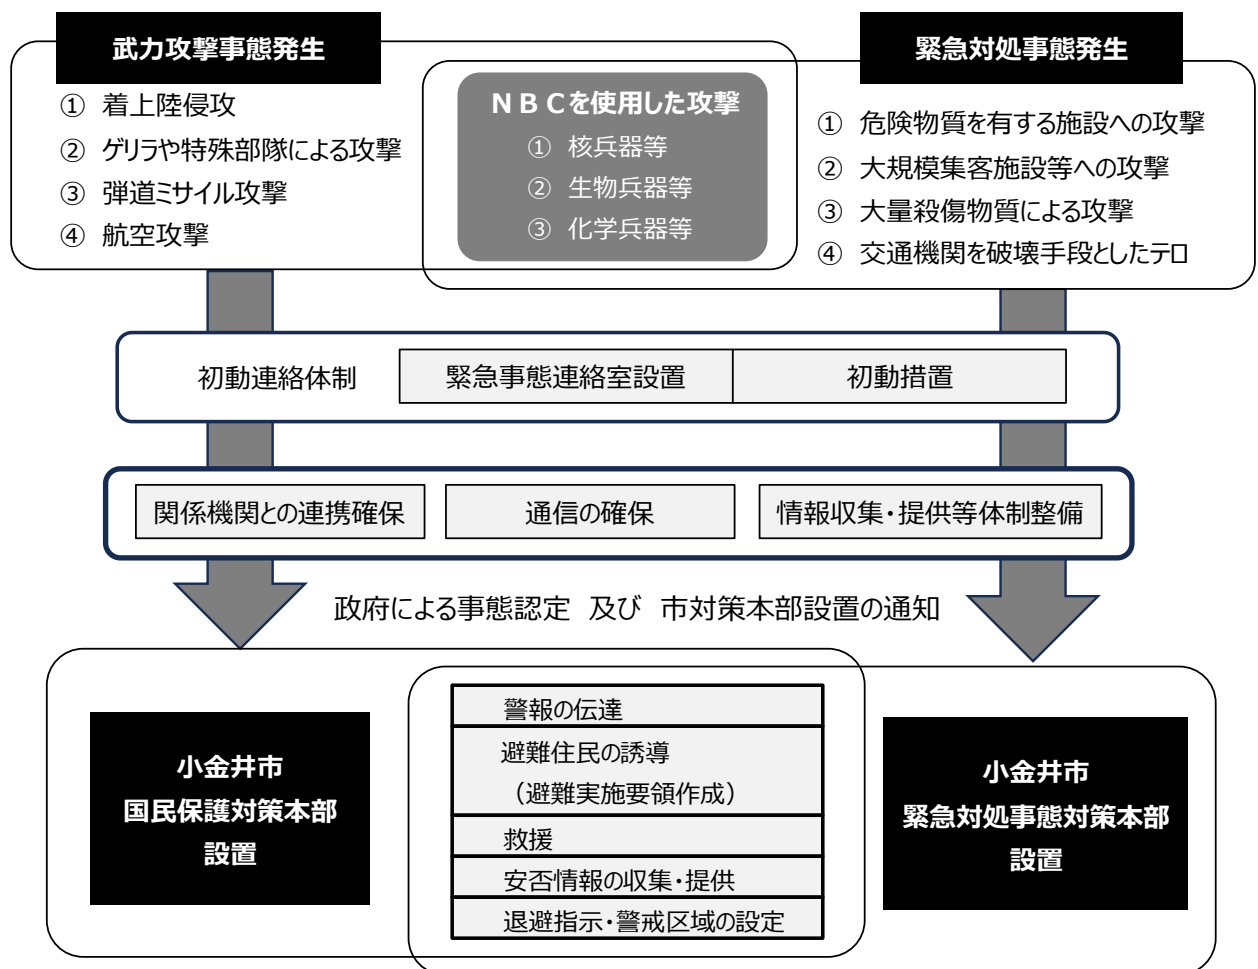 武力攻撃事態発生
① 着上陸侵攻
② ゲリラや特殊部隊による攻撃
③ 弾道ミサイル攻撃
④ 航空攻撃
NBCを使用した攻撃
① 核兵器等
② 生物兵器等
③ 化学兵器等
緊急対処事態発生
① 危険物質を有する施設への攻撃
② 大規模集客施設等への攻撃
③ 大量殺傷物質による攻撃
④ 交通機関を破壊手段としたテロ
初動連絡体制 緊急事態連絡室設置 初動措置
関係機関との連携確保 通信の確保 情報収集・提供等体制整備
政府による事態認定 及び 市対策本部設置の通知
小金井市
国民保護対策本部
設置
警報の伝達
避難住民の誘導
（避難実施要領作成）
救援
安否情報の収集・提供
退避指示・警戒区域の設定
小金井市
緊急対処事態対策本部
設置